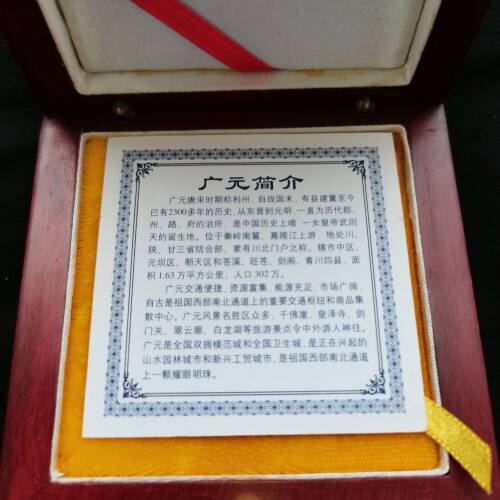 广元简介
广元唐宋时期称利州，自战国末，有县建置至今
已有2300多年的历史，从东晋到元明，一直为历代郡、
州、路、府的治所，是中国历史上唯一女皇帝武则
天的诞生地。位于秦岭南麓，嘉陵江上游，地处川、
陕、甘三省结合部，素有川北门户之称。辖市中区、
元坝区、朝天区和苍溪、旺苍、剑阁、青川四县，面
积1.63万平方公里，人口302万。
广元交通便捷，资源富集，能源充足，市场广阔，
自古是祖国西部南北通道上的重要交通枢纽和商品集
散中心。广元风景名胜区众多，千佛崖、皇泽寺、剑
门关、翠云廊、白龙湖等旅游景点令中外游人神往。
广元是全国双拥模范城和全国卫生城，是正在兴起的
山水园林城市和新兴工贸城市，是祖国西部南北通道
上一颗耀眼明珠。